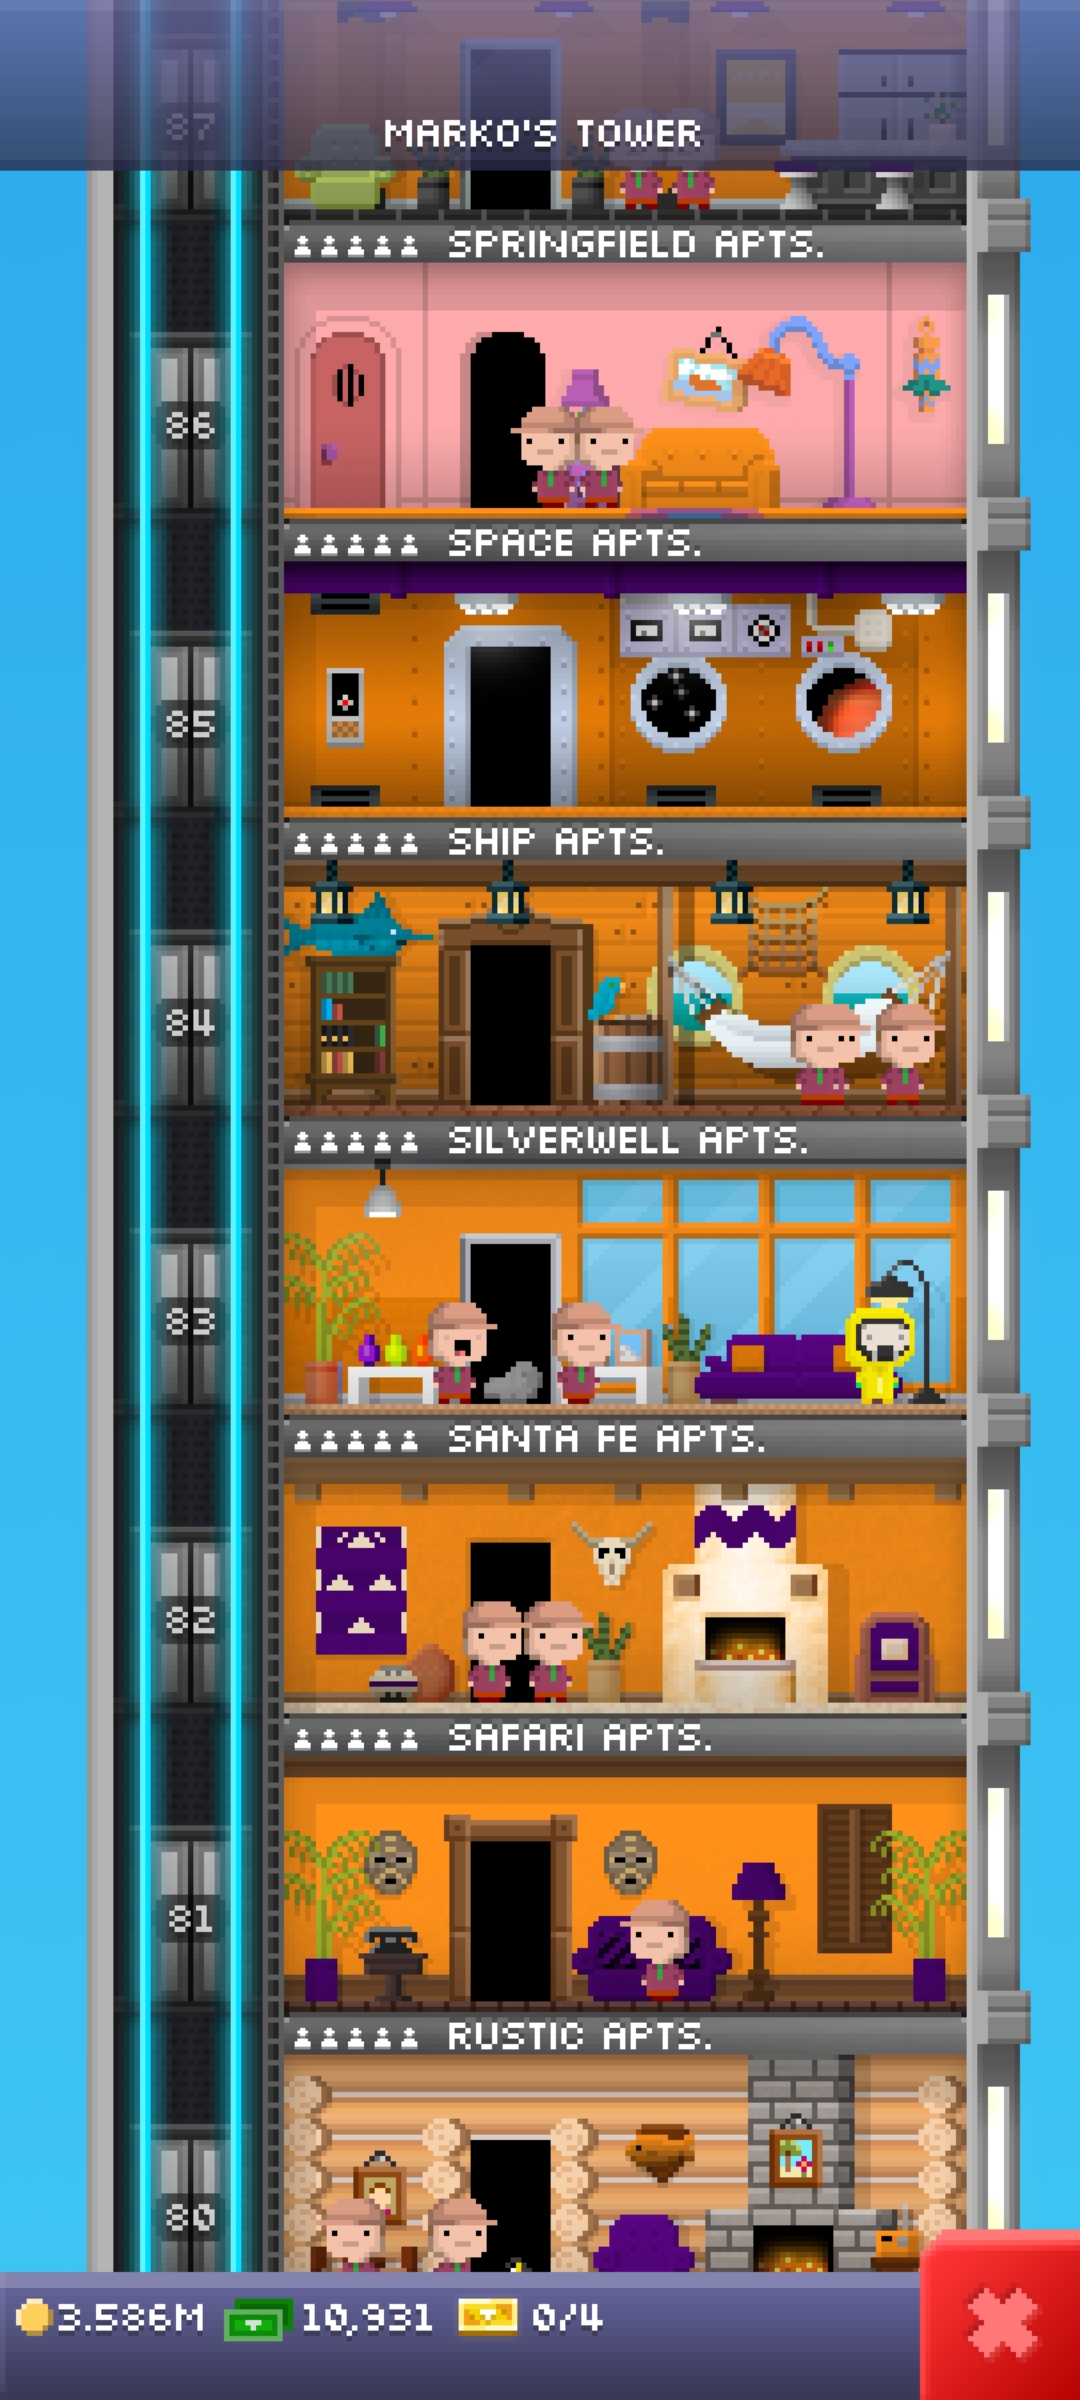 87
MARKO'S TOWER
SPRINGFIELD APTS.
86
SPACE APTS.
85
SHIP APTS.
84
SILVERWELL APTS.
83
SANTA FE APTS.
82
SAFARI APTS.
81
RUSTIC APTS.
80
3.586M 10,931 0/4